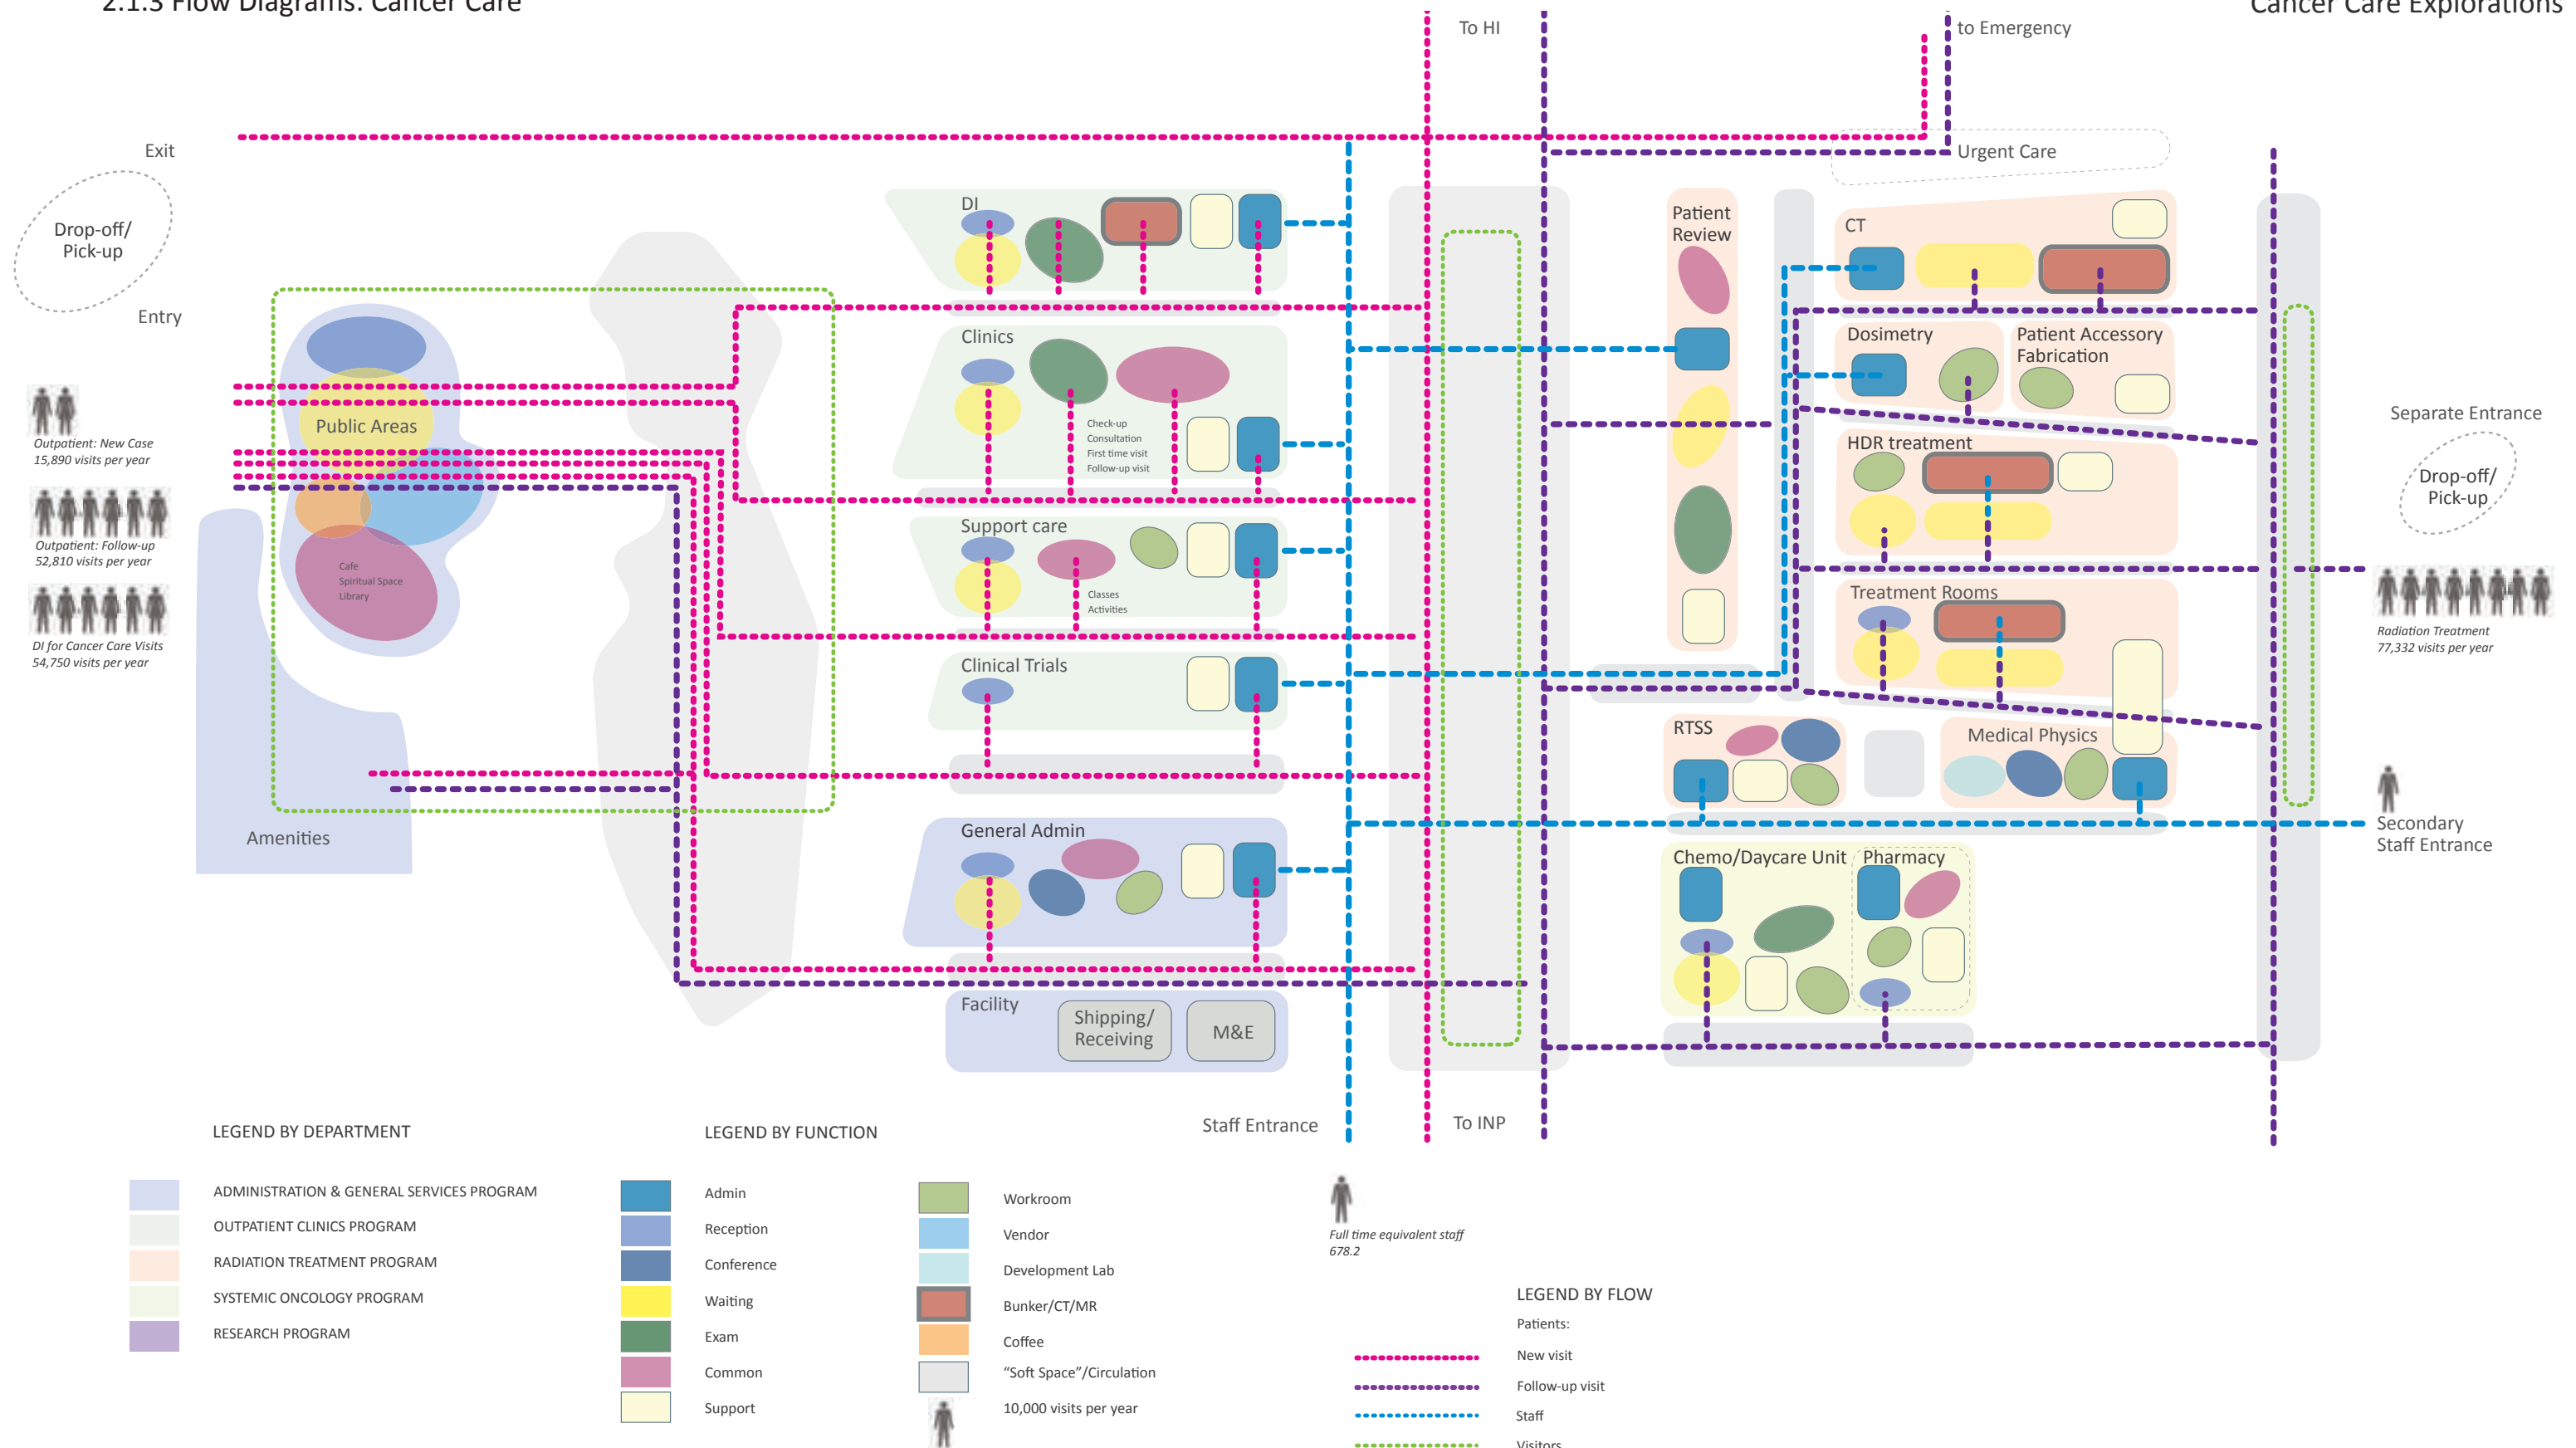 2.1.3 Flow Diagrams: Cancer Care
Cancer Care Explorations
To HI
to Emergency
Exit
Urgent Care
Drop-off/
Pick-up
Entry
DI
Patient
Review
CT
Clinics
Dosimetry
Patient Accessory
Fabrication
Public Areas
Outpatient: New Case
15,890 visits per year
Check-up
Consultation
First time visit
Follow-up visit
HDR treatment
Separate Entrance
Drop-off/
Pick-up
Support care
Outpatient: Follow-up
52,810 visits per year
Cafe
Spiritual Space
Library
Classes
Activities
Treatment Rooms
DI for Cancer Care Visits
54,750 visits per year
Radiation Treatment
77,332 visits per year
Clinical Trials
RTSS
Medical Physics
Amenities
General Admin
Secondary
Staff Entrance
Chemo/Daycare Unit
Pharmacy
Facility
Shipping/
Receiving
M&E
Staff Entrance
To INP
LEGEND BY DEPARTMENT
ADMINISTRATION & GENERAL SERVICES PROGRAM
OUTPATIENT CLINICS PROGRAM
RADIATION TREATMENT PROGRAM
SYSTEMIC ONCOLOGY PROGRAM
RESEARCH PROGRAM
LEGEND BY FUNCTION
Admin
Reception
Conference
Waiting
Exam
Common
Support
Workroom
Vendor
Development Lab
Bunker/CT/MR
Coffee
“Soft Space”/Circulation
10,000 visits per year
Full time equivalent staff
678.2
LEGEND BY FLOW
Patients:
New visit
Follow-up visit
Staff
Visitors